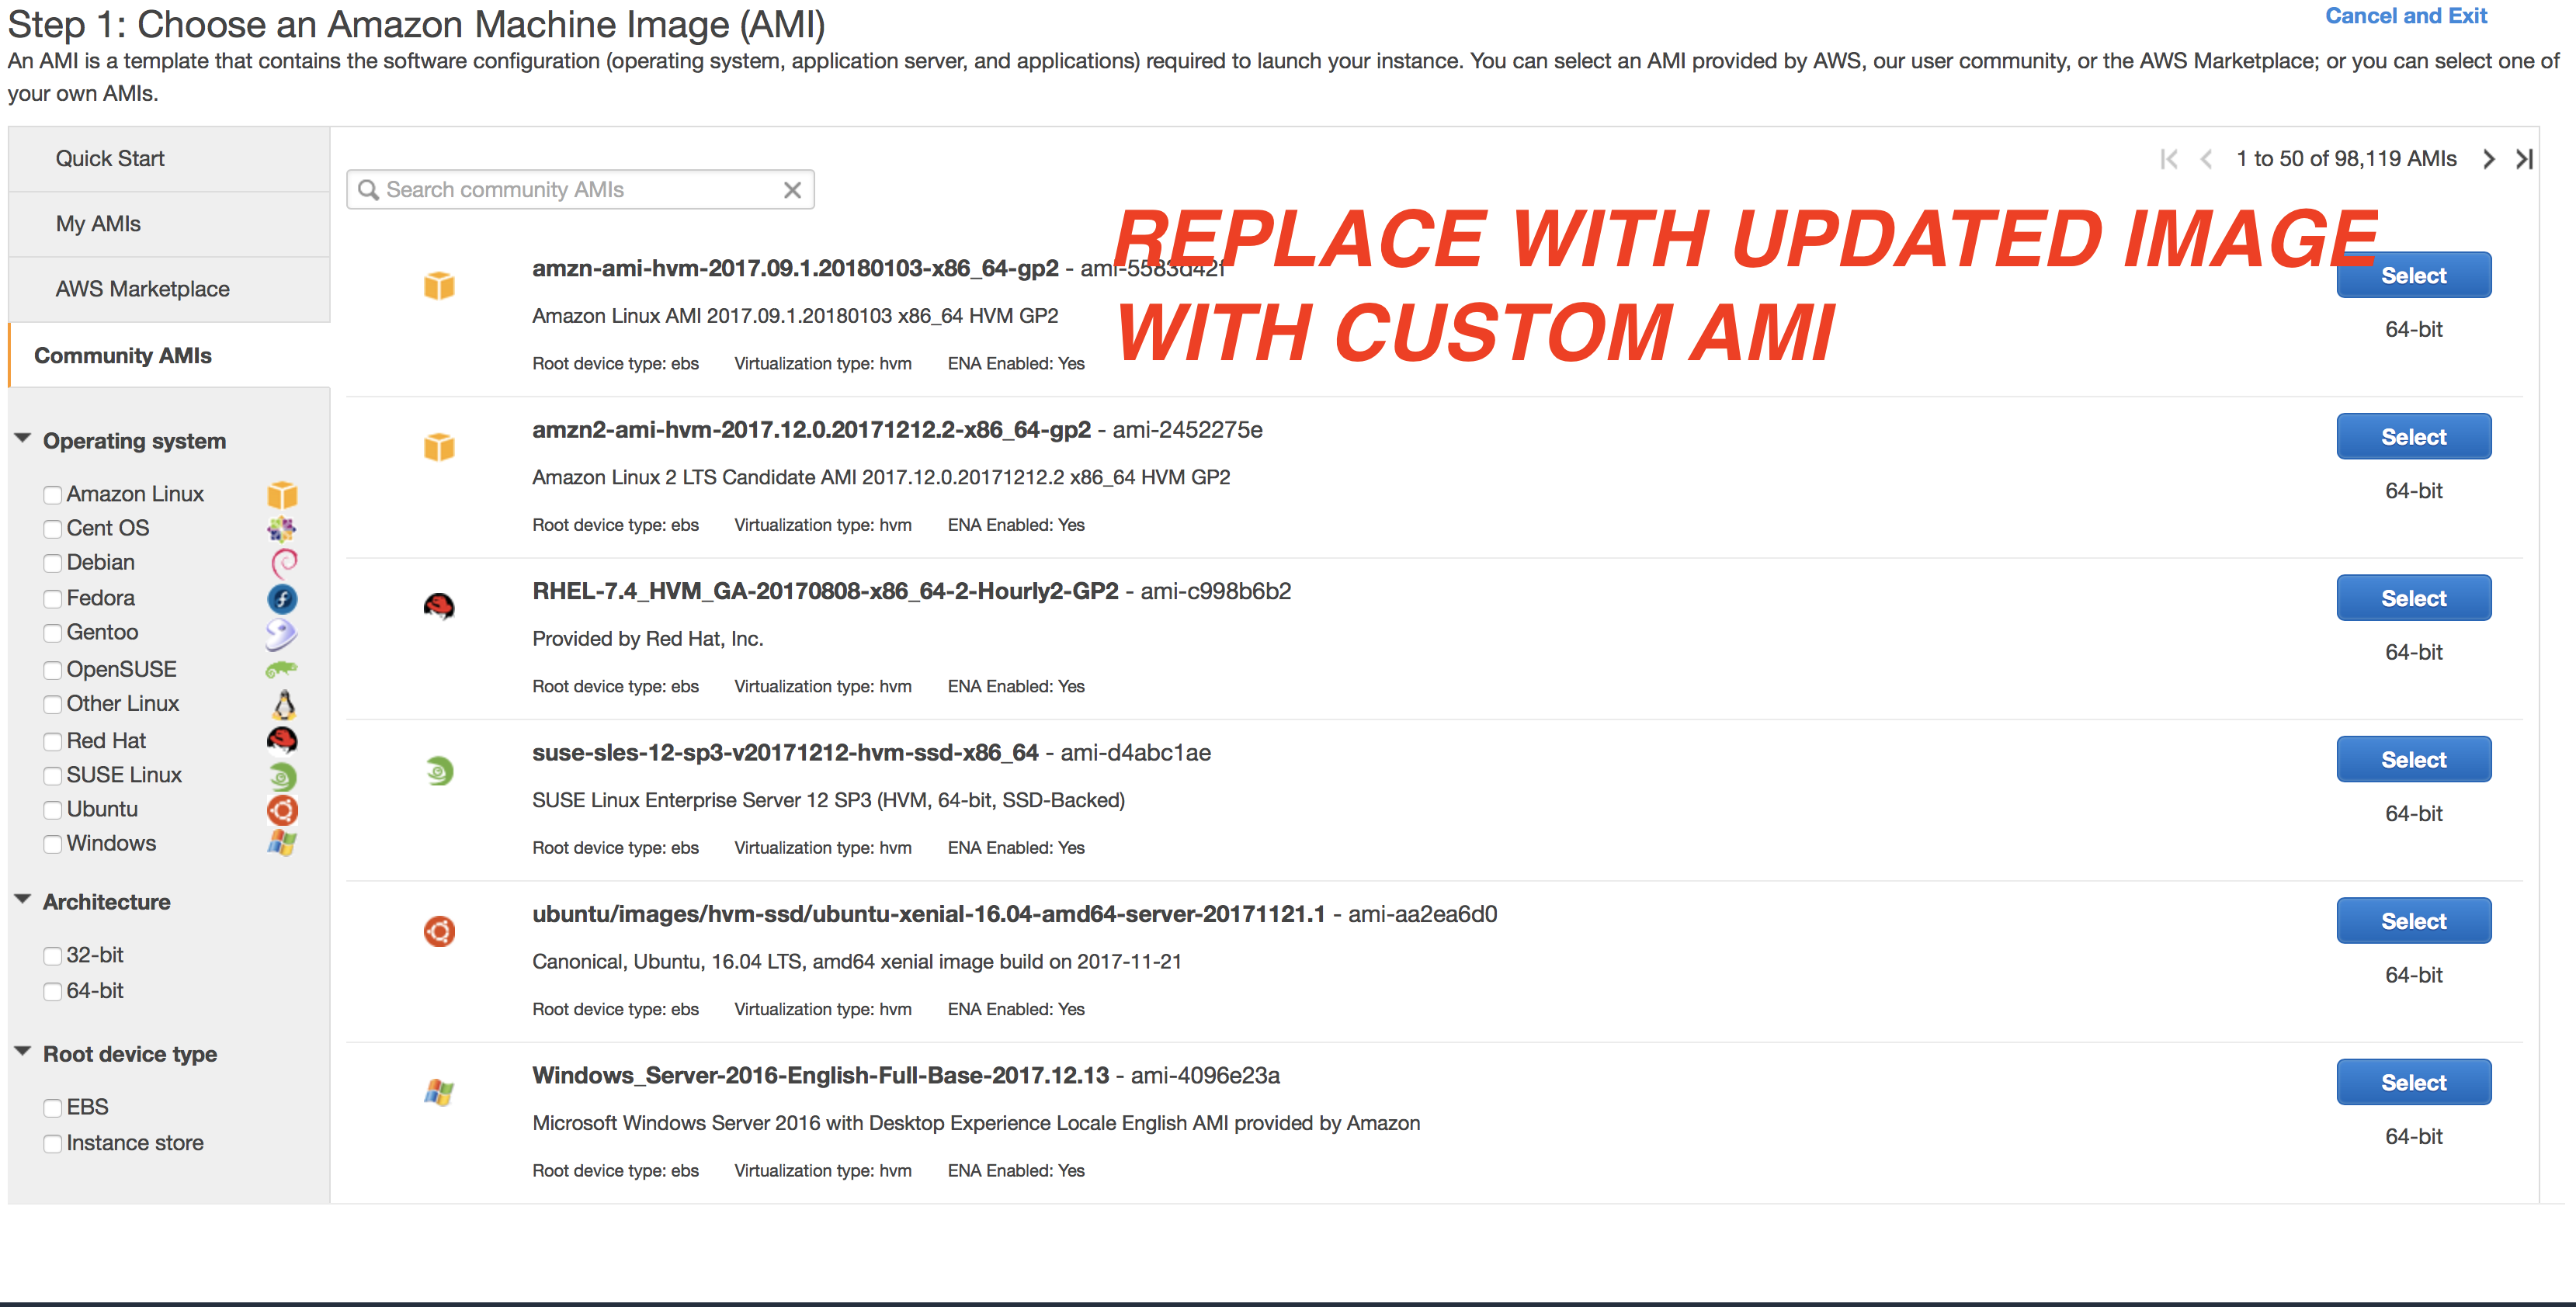 Step 1: Choose an Amazon Machine Image (AMI)
Cancel and Exit
An AMI is a template that contains the software configuration (operating system, application server, and applications) required to launch your instance. You can select an AMI provided by AWS, our user community, or the AWS Marketplace; or you can select one of
your own AMIs.
Quick Start
My AMIs
AWS Marketplace
Community AMIs
Operating system
Amazon Linux
Cent OS
Debian
Fedora
Gentoo
OpenSUSE
Other Linux
Red Hat
SUSE Linux
Ubuntu
Windows
Architecture
32-bit
64-bit
Root device type
EBS
Instance store
1 to 50 of 98,119 AMIs
Search community AMIs
REPLACE WITH UPDATED IMAGE
WITH CUSTOM AMI
amzn-ami-hvm-2017.09.1.20180103-x86_64-gp2 - ami-5583d42f
Select
Amazon Linux AMI 2017.09.1.20180103 x86_64 HVM GP2
64-bit
Root device type: ebs Virtualization type: hvm ENA Enabled: Yes
amzn2-ami-hvm-2017.12.0.20171212.2-x86_64-gp2 - ami-2452275e
Select
Amazon Linux 2 LTS Candidate AMI 2017.12.0.20171212.2 x86_64 HVM GP2
64-bit
Root device type: ebs Virtualization type: hvm ENA Enabled: Yes
RHEL-7.4_HVM_GA-20170808-x86_64-2-Hourly2-GP2 - ami-c998b6b2
Select
Provided by Red Hat, Inc.
64-bit
Root device type: ebs Virtualization type: hvm ENA Enabled: Yes
suse-sles-12-sp3-v20171212-hvm-ssd-x86_64 - ami-d4abc1ae
Select
SUSE Linux Enterprise Server 12 SP3 (HVM, 64-bit, SSD-Backed)
64-bit
Root device type: ebs Virtualization type: hvm ENA Enabled: Yes
ubuntu/images/hvm-ssd/ubuntu-xenial-16.04-amd64-server-20171121.1 - ami-aa2ea6d0
Select
Canonical, Ubuntu, 16.04 LTS, amd64 xenial image build on 2017-11-21
64-bit
Root device type: ebs Virtualization type: hvm ENA Enabled: Yes
Windows_Server-2016-English-Full-Base-2017.12.13 - ami-4096e23a
Select
Microsoft Windows Server 2016 with Desktop Experience Locale English AMI provided by Amazon
64-bit
Root device type: ebs Virtualization type: hvm ENA Enabled: Yes